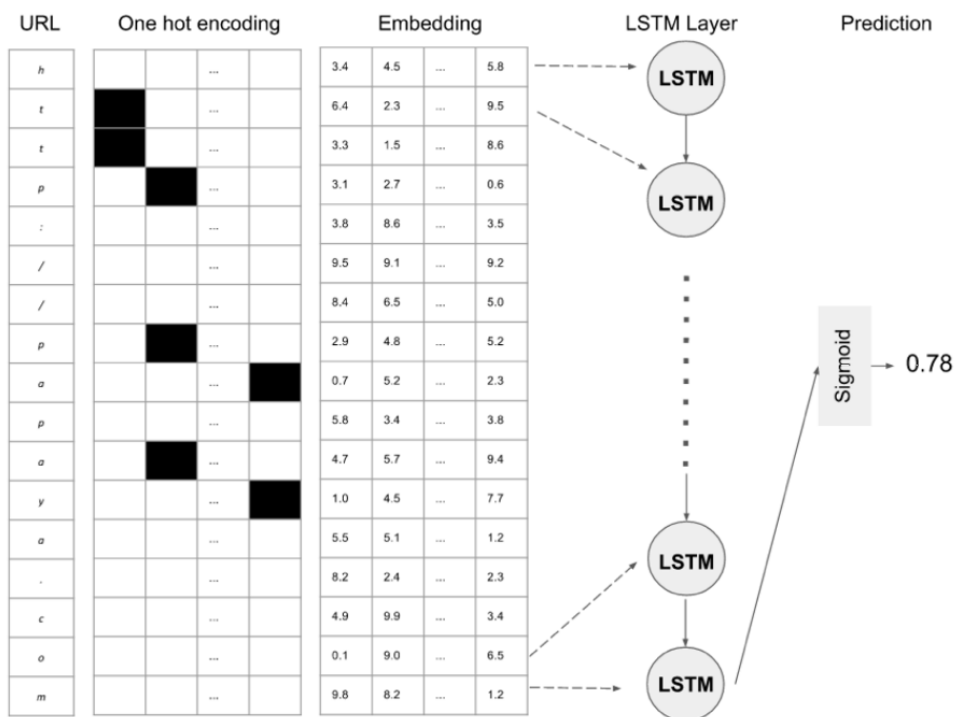 URL One hot encoding Embedding LSTM Layer Prediction
h ... 3.4 4.5 ... 5.8 LSTM
t ... 6.4 2.3 ... 9.5
t ... 3.3 1.5 ... 8.6
p ... 3.1 2.7 ... 0.6 LSTM
: ... 3.8 8.6 ... 3.5
/ ... 9.5 9.1 ... 9.2
/ ... 8.4 6.5 ... 5.0
p ... 2.9 4.8 ... 5.2
Sigmoid 0.78
a ... 0.7 5.2 ... 2.3
p ... 5.8 3.4 ... 3.8
a ... 4.7 5.7 ... 9.4
y ... 1.0 4.5 ... 7.7
a ... 5.5 5.1 ... 1.2
. ... 8.2 2.4 ... 2.3 LSTM
c ... 4.9 9.9 ... 3.4
o ... 0.1 9.0 ... 6.5
m ... 9.8 8.2 ... 1.2 LSTM